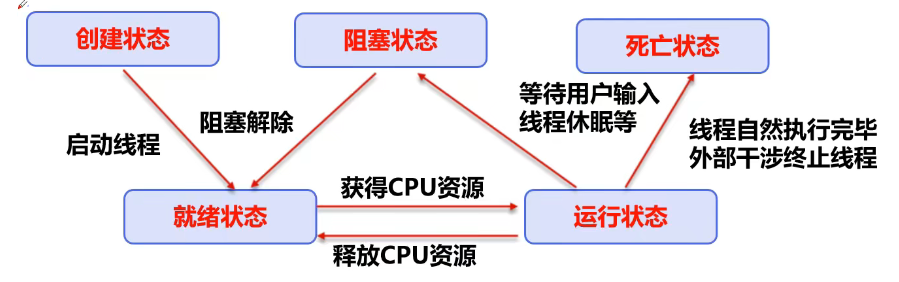 创建状态
阻塞状态
死亡状态
等待用户输入
线程休眠等
阻塞解除
启动线程
线程自然执行完毕
外部干涉终止线程
获得CPU资源
就绪状态
运行状态
释放CPU资源